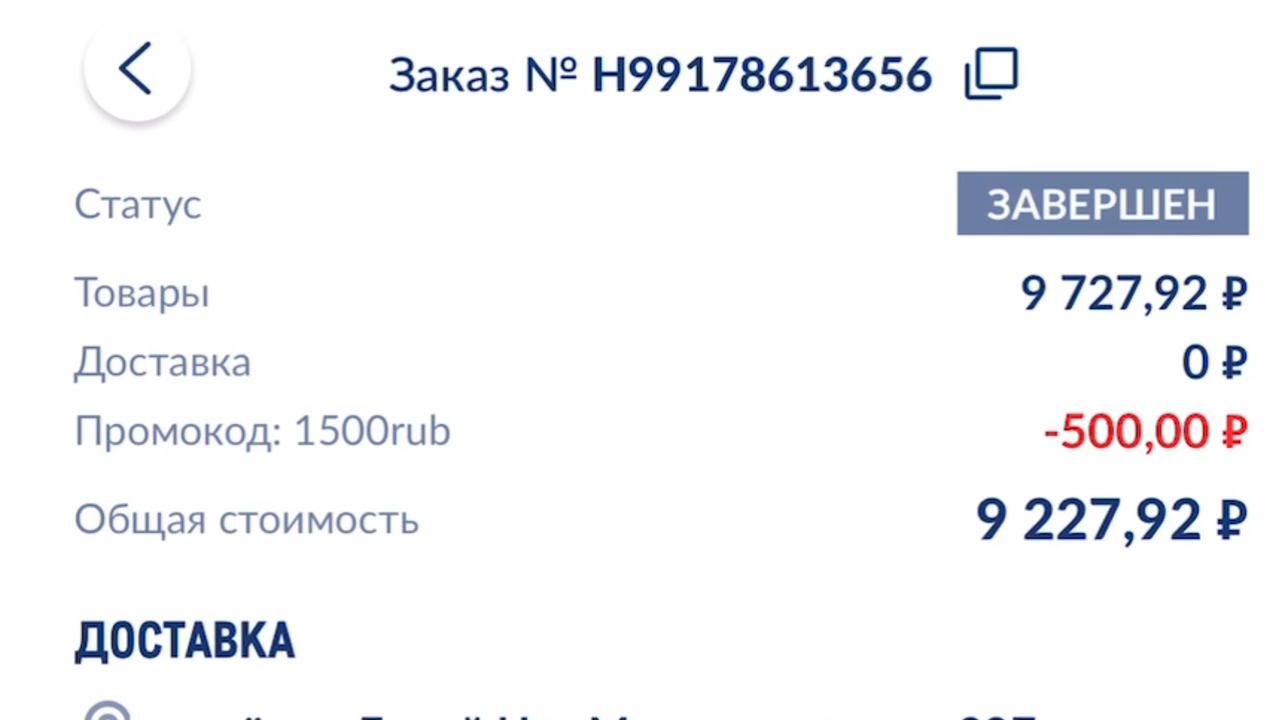 Заказ № H99178613656
Статус ЗАВЕРШЕН
Товары 9 727,92 ₽
Доставка 0 ₽
Промокод: 1500rub -500,00 ₽
Общая стоимость 9 227,92 ₽
ДОСТАВКА